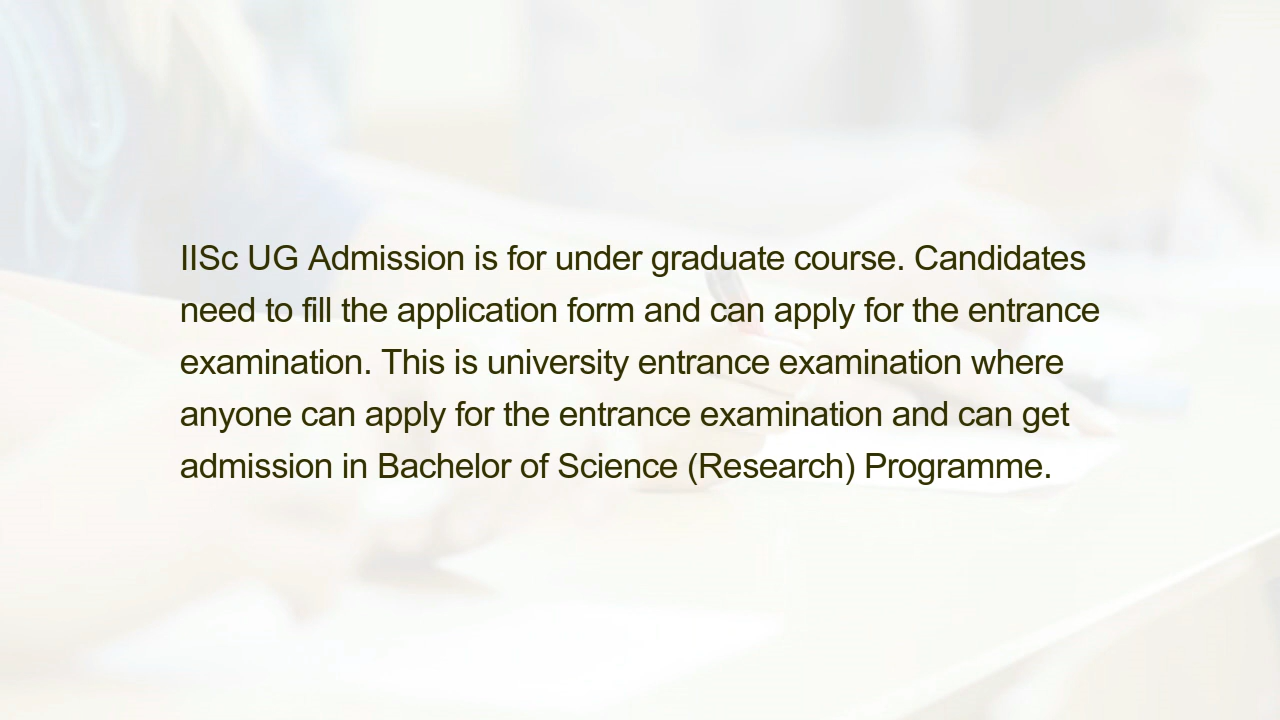 IISc UG Admission is for under graduate course. Candidates
need to fill the application form and can apply for the entrance
examination. This is university entrance examination where
anyone can apply for the entrance examination and can get
admission in Bachelor of Science (Research) Programme.